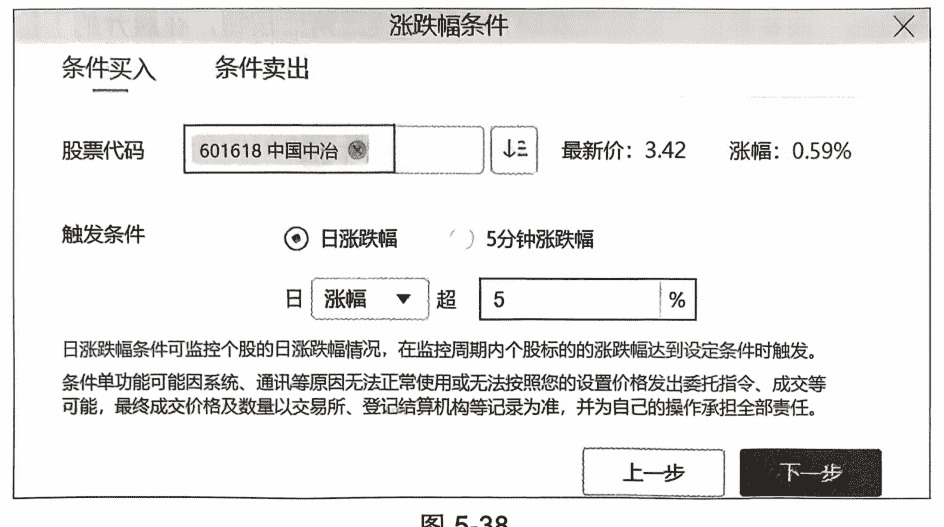 涨跌幅条件
条件买入 条件卖出
股票代码 601618 中国中冶 最新价：3.42 涨幅：0.59%
触发条件 日涨跌幅 5分钟涨跌幅
日 涨幅 超 5 %
日涨跌幅条件可监控个股的日涨跌幅情况，在监控周期内个股标的的涨跌幅达到设定条件时触发。
条件单功能可能因系统、通讯等原因无法正常使用或无法按照您的设置价格发出委托指令、成交等
可能，最终成交价格及数量以交易所、登记结算机构等记录为准，并为自己的操作承担全部责任。
上一步 下一步
图 5-38